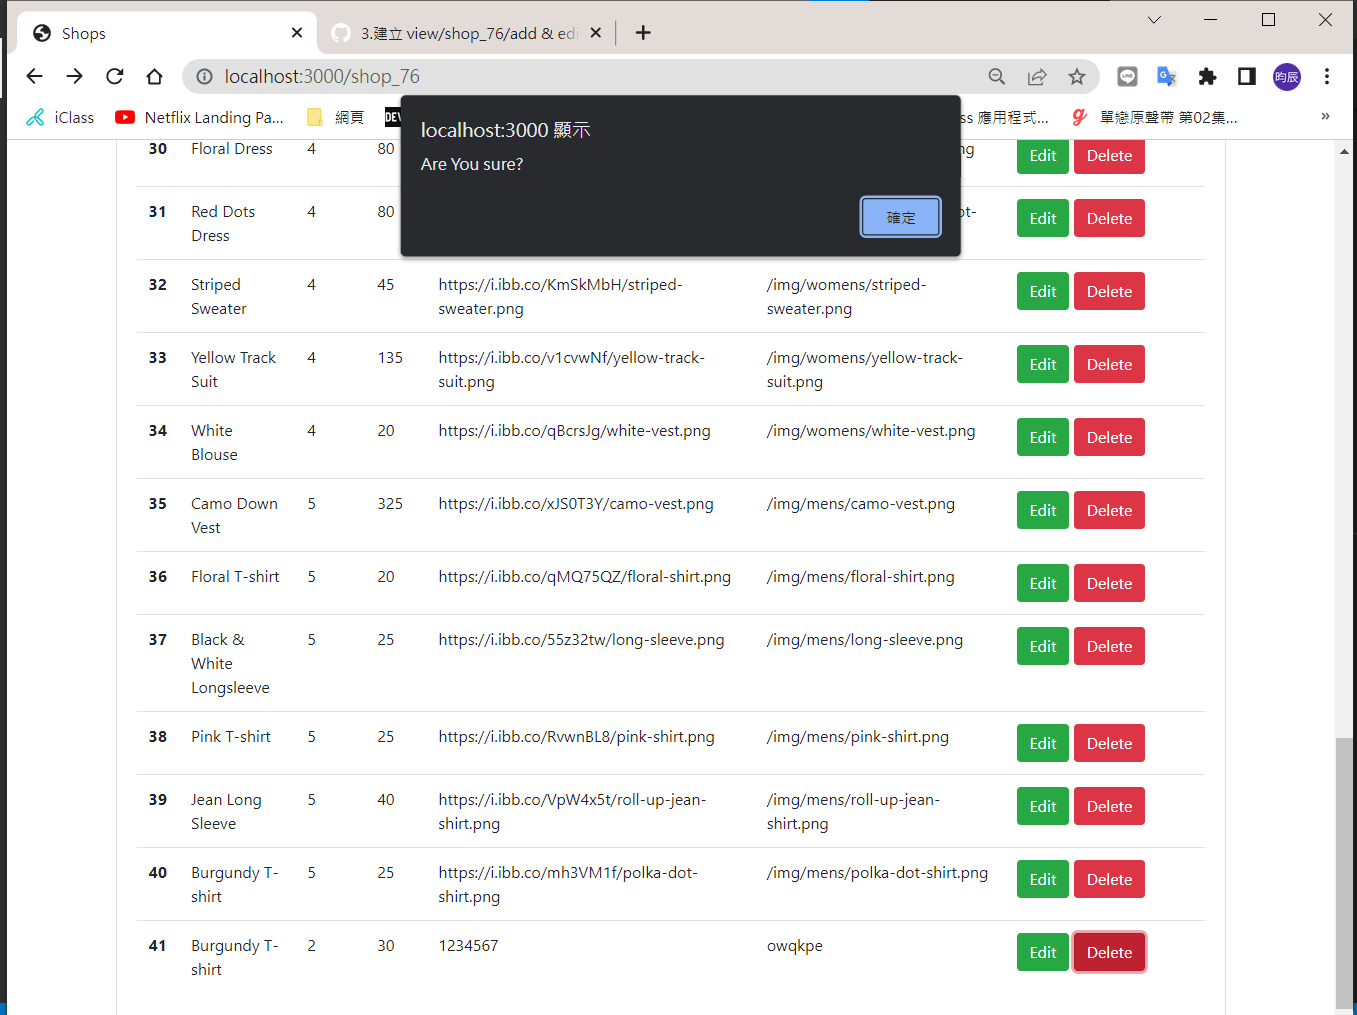 Shops
3.建立 view/shop_76/add & edi
localhost:3000/shop_76
昀辰
iClass
Netflix Landing Pa...
網頁
DEV
ss 應用程式...
單戀原聲帶 第02集...
»
localhost:3000 顯示
Are You sure?
確定
30 Floral Dress 4 80 ng Edit Delete
31 Red Dots 4 80 ot- Edit Delete
Dress
32 Striped 4 45 https://i.ibb.co/KmSkMbH/striped- /img/womens/striped- Edit Delete
Sweater sweater.png sweater.png
33 Yellow Track 4 135 https://i.ibb.co/v1cvwNf/yellow-track- /img/womens/yellow-track- Edit Delete
Suit suit.png suit.png
34 White 4 20 https://i.ibb.co/qBcrsJg/white-vest.png /img/womens/white-vest.png Edit Delete
Blouse
35 Camo Down 5 325 https://i.ibb.co/xJS0T3Y/camo-vest.png /img/mens/camo-vest.png Edit Delete
Vest
36 Floral T-shirt 5 20 https://i.ibb.co/qMQ75QZ/floral-shirt.png /img/mens/floral-shirt.png Edit Delete
37 Black & 5 25 https://i.ibb.co/55z32tw/long-sleeve.png /img/mens/long-sleeve.png Edit Delete
White
Longsleeve
38 Pink T-shirt 5 25 https://i.ibb.co/RvwnBL8/pink-shirt.png /img/mens/pink-shirt.png Edit Delete
39 Jean Long 5 40 https://i.ibb.co/VpW4x5t/roll-up-jean- /img/mens/roll-up-jean- Edit Delete
Sleeve shirt.png shirt.png
40 Burgundy T- 5 25 https://i.ibb.co/mh3VM1f/polka-dot- /img/mens/polka-dot-shirt.png Edit Delete
shirt shirt.png
41 Burgundy T- 2 30 1234567 owqkpe Edit Delete
shirt